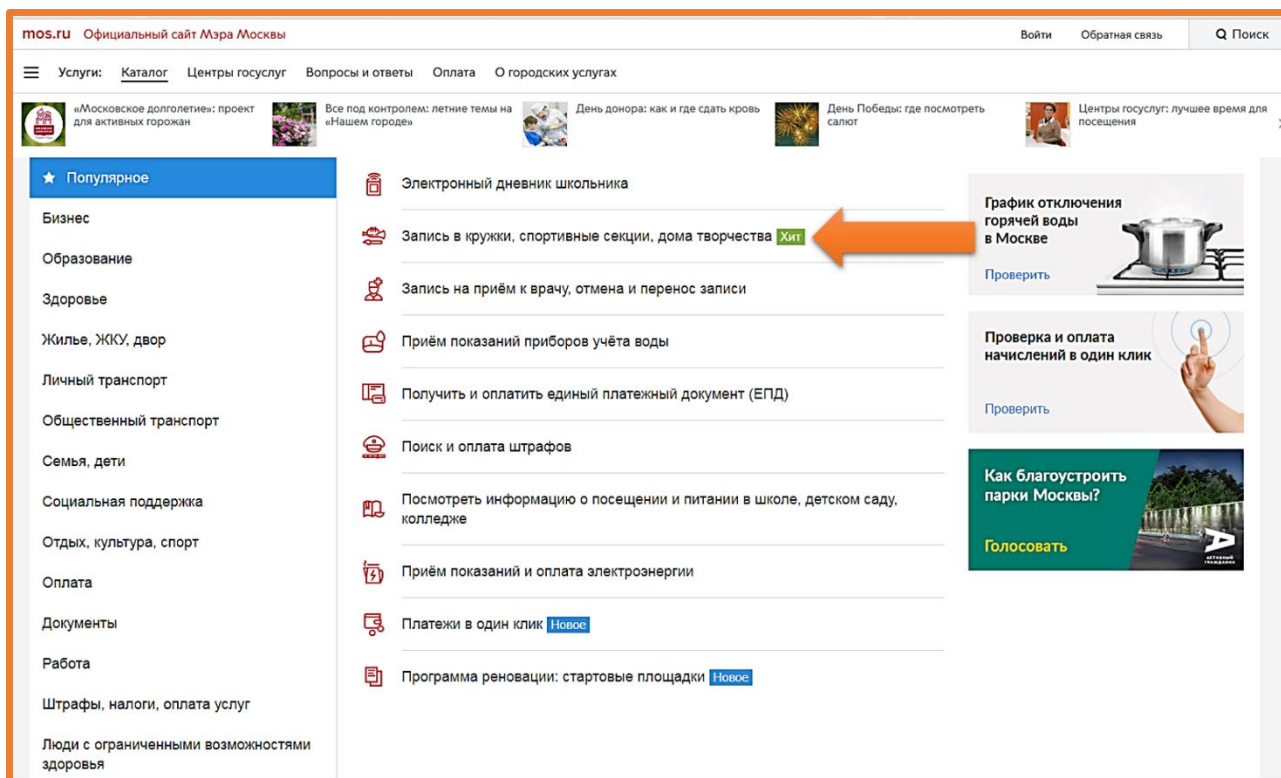 mos.ru Официальный сайт Мэра Москвы
Войти Обратная связь Поиск
Услуги: Каталог Центры госуслуг Вопросы и ответы Оплата О городских услугах
«Московское долголетие»: проект
для активных горожан
Все под контролем: летние темы на
«Нашем городе»
День донора: как и где сдать кровь
День Победы: где посмотреть
салют
Центры госуслуг: лучшее время для
посещения
Популярное
Бизнес
Образование
Здоровье
Жилье, ЖКУ, двор
Личный транспорт
Общественный транспорт
Семья, дети
Социальная поддержка
Отдых, культура, спорт
Оплата
Документы
Работа
Штрафы, налоги, оплата услуг
Люди с ограниченными возможностями
здоровья
Электронный дневник школьника
Запись в кружки, спортивные секции, дома творчества Хит
Запись на приём к врачу, отмена и перенос записи
Приём показаний приборов учёта воды
Получить и оплатить единый платежный документ (ЕПД)
Поиск и оплата штрафов
Посмотреть информацию о посещении и питании в школе, детском саду,
колледже
Приём показаний и оплата электроэнергии
Платежи в один клик Новое
Программа реновации: стартовые площадки Новое
График отключения
горячей воды
в Москве
Проверить
Проверка и оплата
начислений в один клик
Проверить
Как благоустроить
парки Москвы?
Голосовать
АКТИВНЫЙ
ГРАЖДАНИН